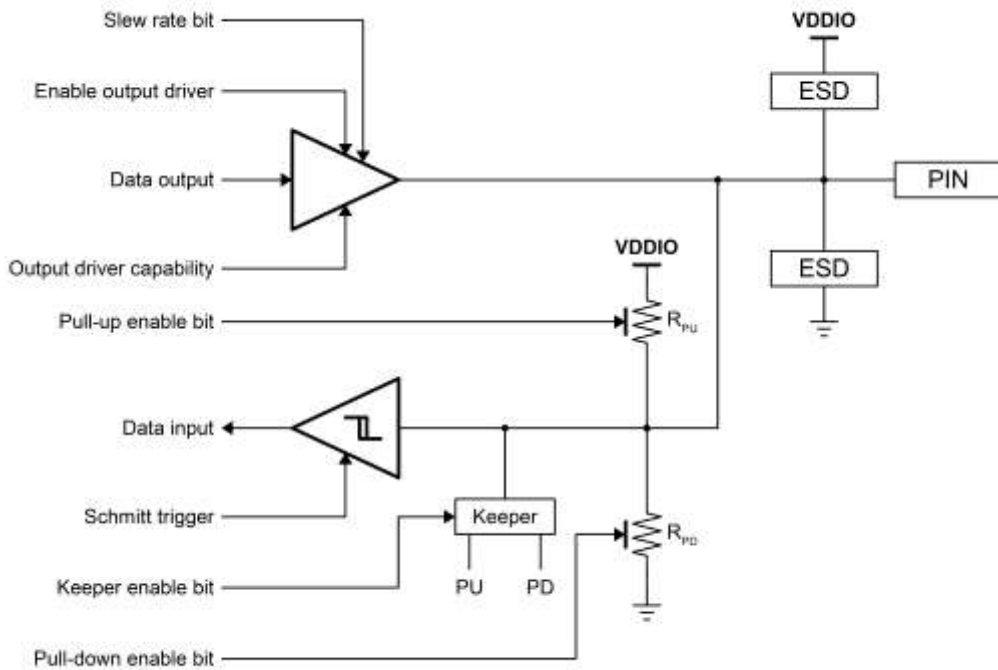 Slew rate bit
VDDIO
Enable output driver
ESD
Data output
PIN
VDDIO
ESD
Output driver capability
Pull-up enable bit
RPU
Data input
Schmitt trigger
Keeper
RPD
Keeper enable bit
PU
PD
Pull-down enable bit